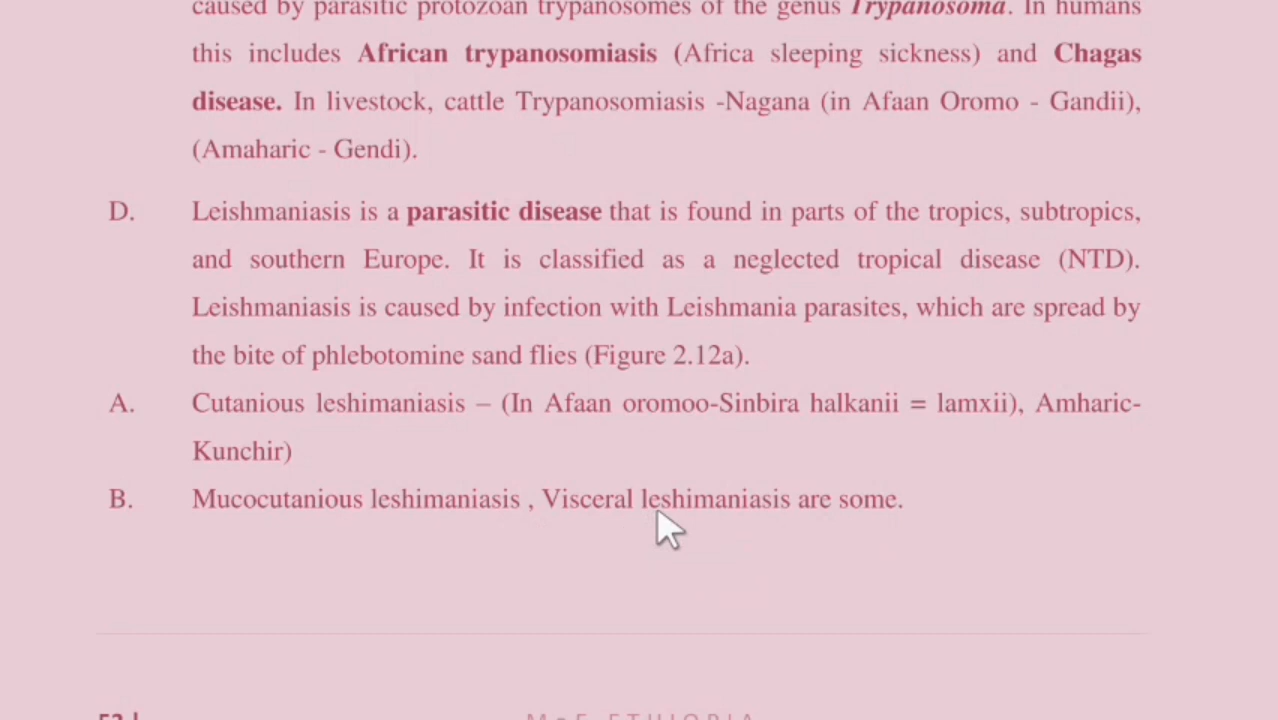 caused by parasitic protozoan trypanosomes of the genus Trypanosoma. In humans
this includes African trypanosomiasis (Africa sleeping sickness) and Chagas
disease. In livestock, cattle Trypanosomiasis -Nagana (in Afaan Oromo - Gandii),
(Amaharic - Gendi).
D. Leishmaniasis is a parasitic disease that is found in parts of the tropics, subtropics,
and southern Europe. It is classified as a neglected tropical disease (NTD).
Leishmaniasis is caused by infection with Leishmania parasites, which are spread by
the bite of phlebotomine sand flies (Figure 2.12a).
A. Cutanious leshimaniasis – (In Afaan oromoo-Sinbira halkanii = lamxii), Amharic-
Kunchir)
B. Mucocutanious leshimaniasis , Visceral leshimaniasis are some.